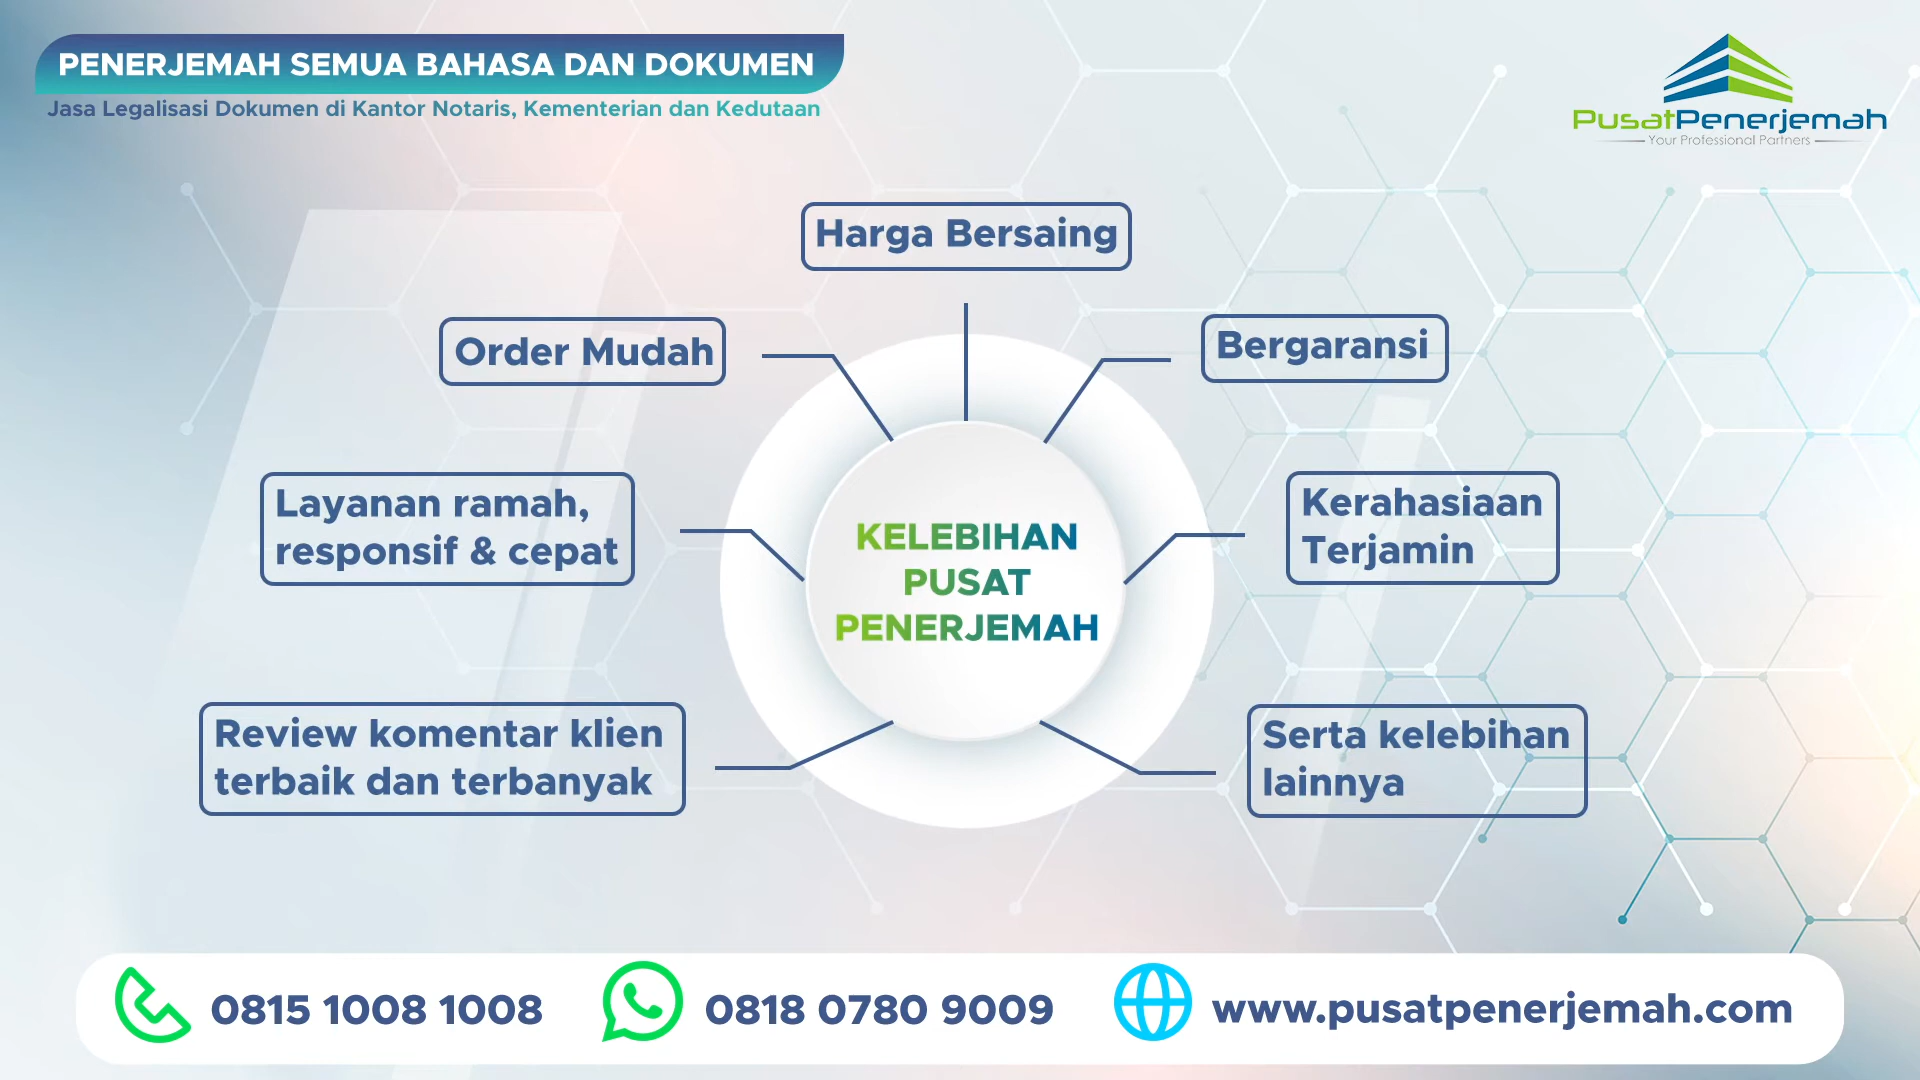 PENERJEMAH SEMUA BAHASA DAN DOKUMEN
Jasa Legalisasi Dokumen di Kantor Notaris, Kementerian dan Kedutaan
PusatPenerjemah
Your Professional Partners
Harga Bersaing
Order Mudah
Bergaransi
Layanan ramah,
responsif & cepat
Kerahasiaan
Terjamin
KELEBIHAN
PUSAT
PENERJEMAH
Review komentar klien
terbaik dan terbanyak
Serta kelebihan
lainnya
0815 1008 1008
0818 0780 9009
www.pusatpenerjemah.com